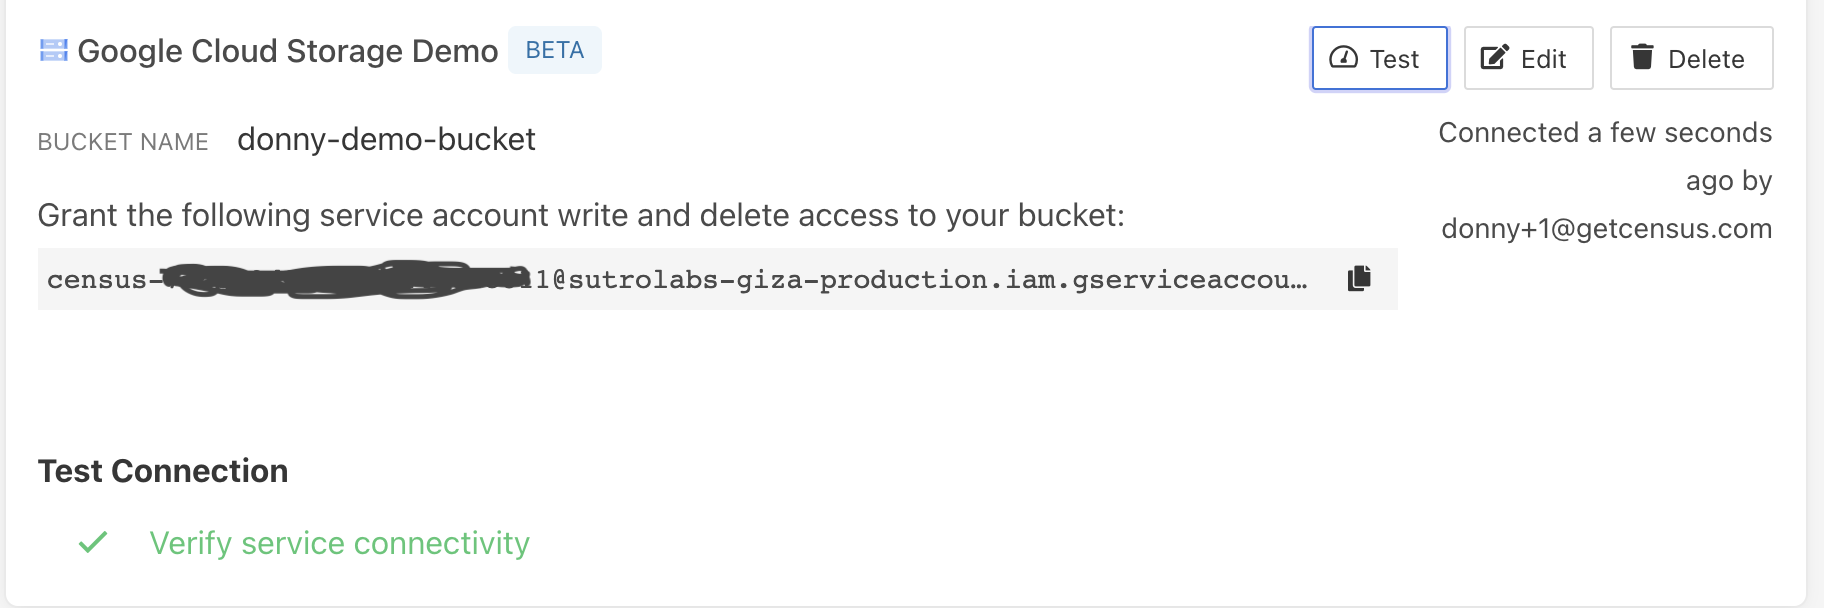 Google Cloud Storage Demo BETA
Test Edit Delete
BUCKET NAME donny-demo-bucket
Connected a few seconds
ago by
donny+1@getcensus.com
Grant the following service account write and delete access to your bucket:
census- 1@sutrolabs-giza-production.iam.gserviceaccou…
Test Connection
Verify service connectivity